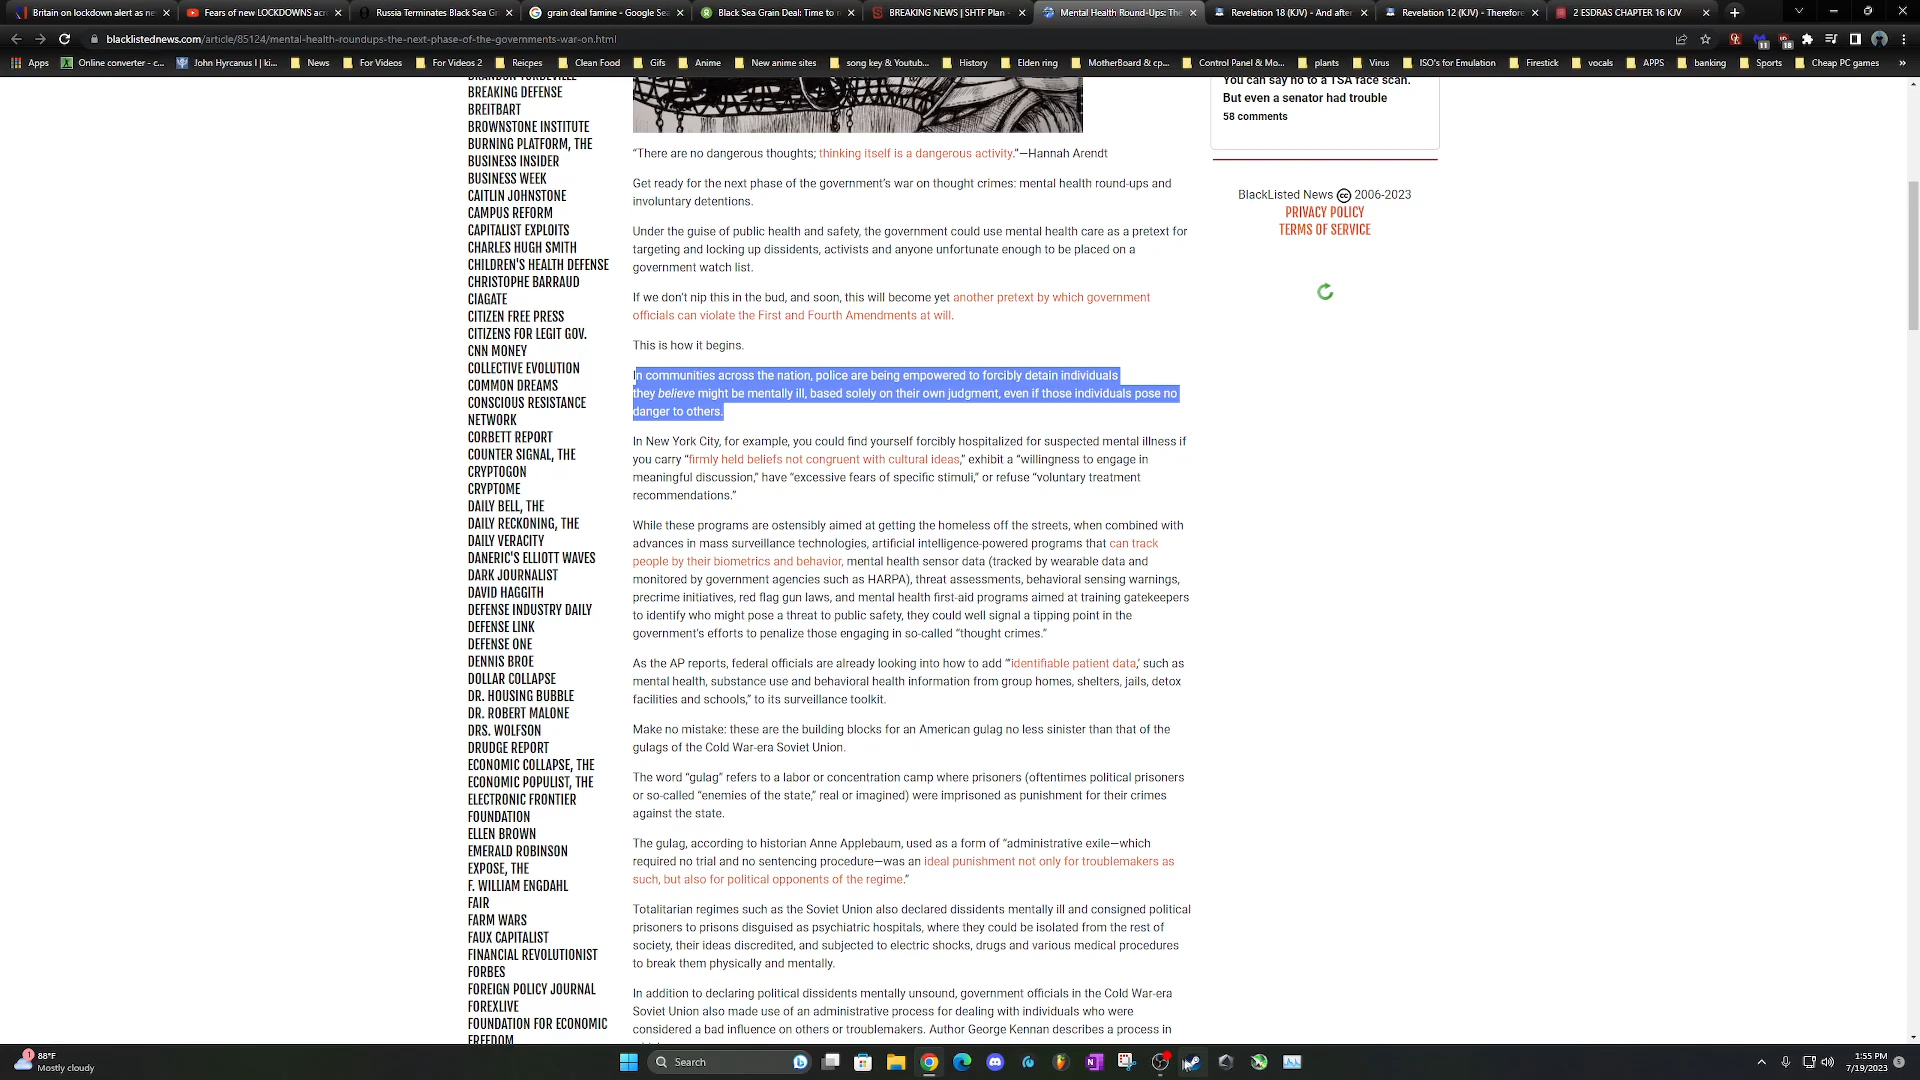 Britain on lockdown alert as ne
Fears of new LOCKDOWNS acro
Russia Terminates Black Sea Gr
grain deal famine - Google Sea
Black Sea Grain Deal: Time to r
BREAKING NEWS | SHTF Plan -
Mental Health Round-Ups: The
Revelation 18 (KJV) - And after
Revelation 12 (KJV) - Therefore
2 ESDRAS CHAPTER 16 KJV
blacklistednews.com/article/85124/mental-health-roundups-the-next-phase-of-the-governments-war-on.html
11
18
Apps
Online converter - c...
John Hyrcanus I | ki...
News
For Videos
For Videos 2
Reicpes
Clean Food
Gifs
Anime
New anime sites
song key & Youtub...
History
Elden ring
MotherBoard & cp...
Control Panel & Mo...
plants
Virus
ISO's for Emulation
Firestick
vocals
APPS
banking
Sports
Cheap PC games
»
BRANDON TURBEVILLE
BREAKING DEFENSE
BREITBART
BROWNSTONE INSTITUTE
BURNING PLATFORM, THE
BUSINESS INSIDER
BUSINESS WEEK
CAITLIN JOHNSTONE
CAMPUS REFORM
CAPITALIST EXPLOITS
CHARLES HUGH SMITH
CHILDREN'S HEALTH DEFENSE
CHRISTOPHE BARRAUD
CIAGATE
CITIZEN FREE PRESS
CITIZENS FOR LEGIT GOV.
CNN MONEY
COLLECTIVE EVOLUTION
COMMON DREAMS
CONSCIOUS RESISTANCE
NETWORK
CORBETT REPORT
COUNTER SIGNAL, THE
CRYPTOGON
CRYPTOME
DAILY BELL, THE
DAILY RECKONING, THE
DAILY VERACITY
DANERIC'S ELLIOTT WAVES
DARK JOURNALIST
DAVID HAGGITH
DEFENSE INDUSTRY DAILY
DEFENSE LINK
DEFENSE ONE
DENNIS BROE
DOLLAR COLLAPSE
DR. HOUSING BUBBLE
DR. ROBERT MALONE
DRS. WOLFSON
DRUDGE REPORT
ECONOMIC COLLAPSE, THE
ECONOMIC POPULIST, THE
ELECTRONIC FRONTIER
FOUNDATION
ELLEN BROWN
EMERALD ROBINSON
EXPOSE, THE
F. WILLIAM ENGDAHL
FAIR
FARM WARS
FAUX CAPITALIST
FINANCIAL REVOLUTIONIST
FORBES
FOREIGN POLICY JOURNAL
FOREXLIVE
FOUNDATION FOR ECONOMIC
FREEDOM
“There are no dangerous thoughts; thinking itself is a dangerous activity.”—Hannah Arendt
Get ready for the next phase of the government's war on thought crimes: mental health round-ups and
involuntary detentions.
Under the guise of public health and safety, the government could use mental health care as a pretext for
targeting and locking up dissidents, activists and anyone unfortunate enough to be placed on a
government watch list.
If we don't nip this in the bud, and soon, this will become yet another pretext by which government
officials can violate the First and Fourth Amendments at will.
This is how it begins.
In communities across the nation, police are being empowered to forcibly detain individuals
they believe might be mentally ill, based solely on their own judgment, even if those individuals pose no
danger to others.
In New York City, for example, you could find yourself forcibly hospitalized for suspected mental illness if
you carry “firmly held beliefs not congruent with cultural ideas,” exhibit a “willingness to engage in
meaningful discussion,” have “excessive fears of specific stimuli,” or refuse “voluntary treatment
recommendations.”
While these programs are ostensibly aimed at getting the homeless off the streets, when combined with
advances in mass surveillance technologies, artificial intelligence-powered programs that can track
people by their biometrics and behavior, mental health sensor data (tracked by wearable data and
monitored by government agencies such as HARPA), threat assessments, behavioral sensing warnings,
precrime initiatives, red flag gun laws, and mental health first-aid programs aimed at training gatekeepers
to identify who might pose a threat to public safety, they could well signal a tipping point in the
government's efforts to penalize those engaging in so-called “thought crimes.”
As the AP reports, federal officials are already looking into how to add “‘identifiable patient data,’ such as
mental health, substance use and behavioral health information from group homes, shelters, jails, detox
facilities and schools,” to its surveillance toolkit.
Make no mistake: these are the building blocks for an American gulag no less sinister than that of the
gulags of the Cold War-era Soviet Union.
The word “gulag” refers to a labor or concentration camp where prisoners (oftentimes political prisoners
or so-called “enemies of the state,” real or imagined) were imprisoned as punishment for their crimes
against the state.
The gulag, according to historian Anne Applebaum, used as a form of “administrative exile—which
required no trial and no sentencing procedure—was an ideal punishment not only for troublemakers as
such, but also for political opponents of the regime.”
Totalitarian regimes such as the Soviet Union also declared dissidents mentally ill and consigned political
prisoners to prisons disguised as psychiatric hospitals, where they could be isolated from the rest of
society, their ideas discredited, and subjected to electric shocks, drugs and various medical procedures
to break them physically and mentally.
In addition to declaring political dissidents mentally unsound, government officials in the Cold War-era
Soviet Union also made use of an administrative process for dealing with individuals who were
considered a bad influence on others or troublemakers. Author George Kennan describes a process in
You can say no to a TSA face scan.
But even a senator had trouble
58 comments
BlackListed News cc 2006-2023
PRIVACY POLICY
TERMS OF SERVICE
1
88°F
Mostly cloudy
Search
1:55 PM
7/19/2023
5